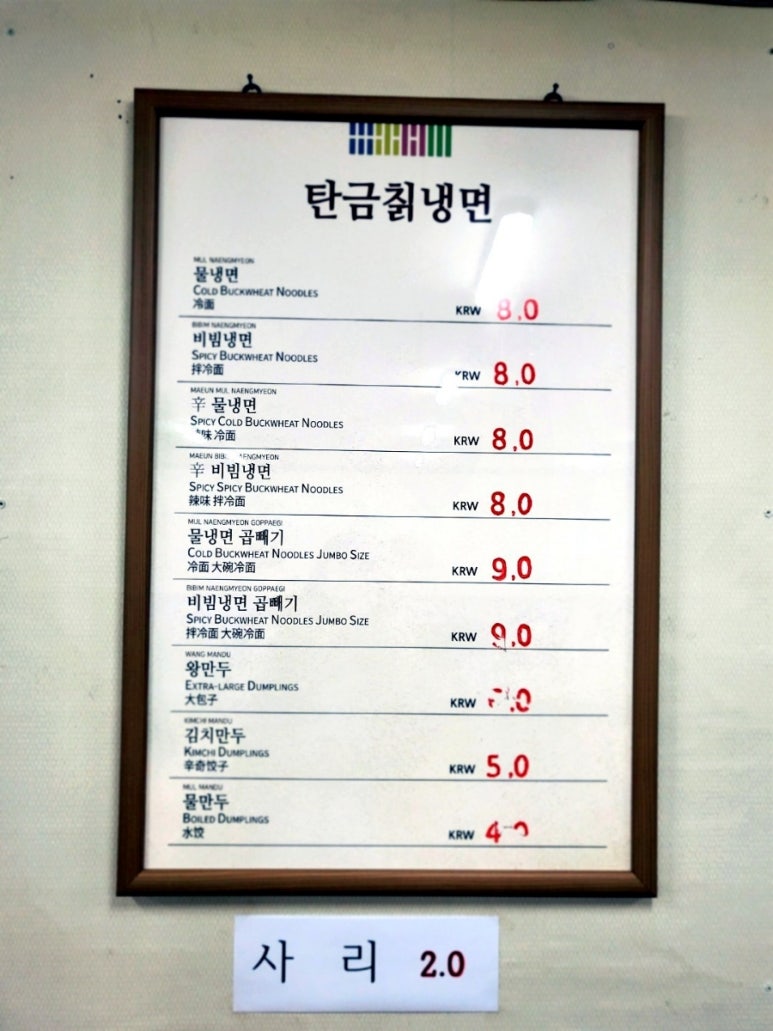 탄금칡냉면
MUL NAENGMYEON
물냉면
COLD BUCKWHEAT NOODLES
冷面
KRW 8.0
BIBIM NAENGMYEON
비빔냉면
SPICY BUCKWHEAT NOODLES
拌冷面
KRW 8.0
MAEUN MUL NAENGMYEON
辛 물냉면
SPICY COLD BUCKWHEAT NOODLES
味 冷面
KRW 8.0
MAEUN
辛 비빔냉면
SPICY SPICY BUCKWHEAT NOODLES
辣味 拌冷面
KRW 8.0
MUL NAENGMYEON GOPPAEGI
물냉면 곱빼기
COLD BUCKWHEAT NOODLES JUMBO SIZE
冷面 大碗冷面
KRW 9.0
BIBIM NAENGMYEON GOPPAEGI
비빔냉면 곱빼기
SPICY BUCKWHEAT NOODLES JUMBO SIZE
拌冷面 大碗冷面
KRW 9.0
WANG MANDU
왕만두
EXTRA-LARGE DUMPLINGS
大包子
KRW
KIMCHI MANDU
김치만두
KIMCHI DUMPLINGS
辛奇饺子
KRW 5.0
MUL MANDU
물만두
BOILED DUMPLINGS
水饺
KRW
사 리 2.0